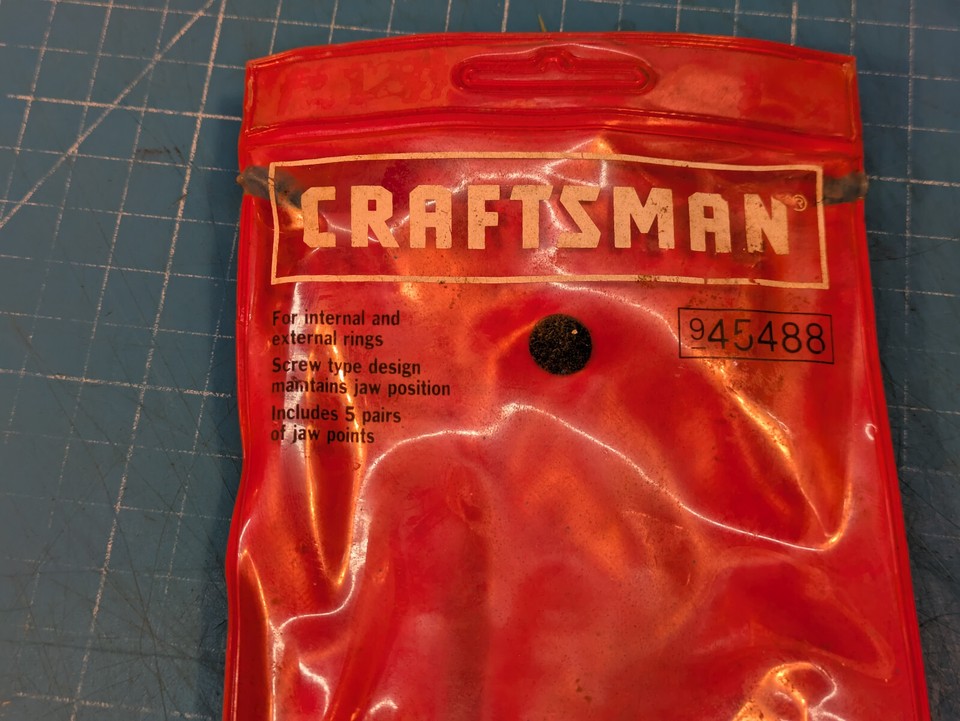 CRAFTSMAN®
For internal and
external rings
Screw type design
maintains jaw position
Includes 5 pairs
of jaw points
945488